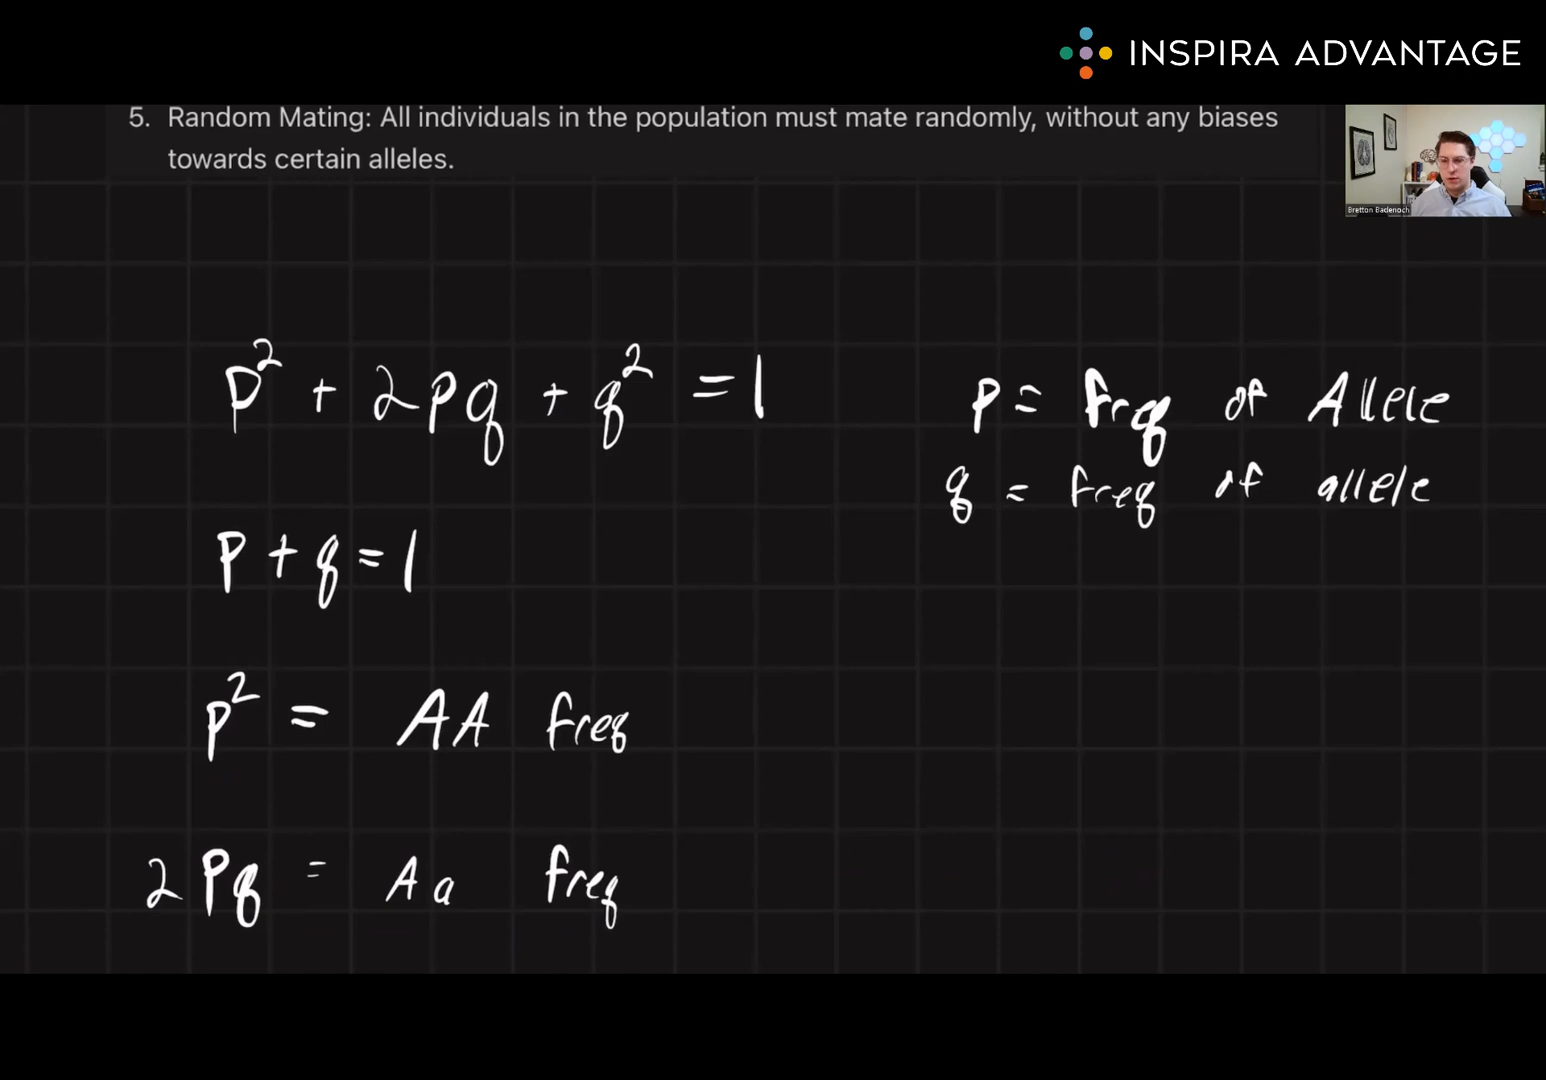 INSPIRA ADVANTAGE
5. Random Mating: All individuals in the population must mate randomly, without any biases
towards certain alleles.
Bretton Badenoch
p² + 2pq + q² = 1
p = freq of Allele
q = freq of allele
p + q = 1
p² = AA freq
2pq = Aa freq